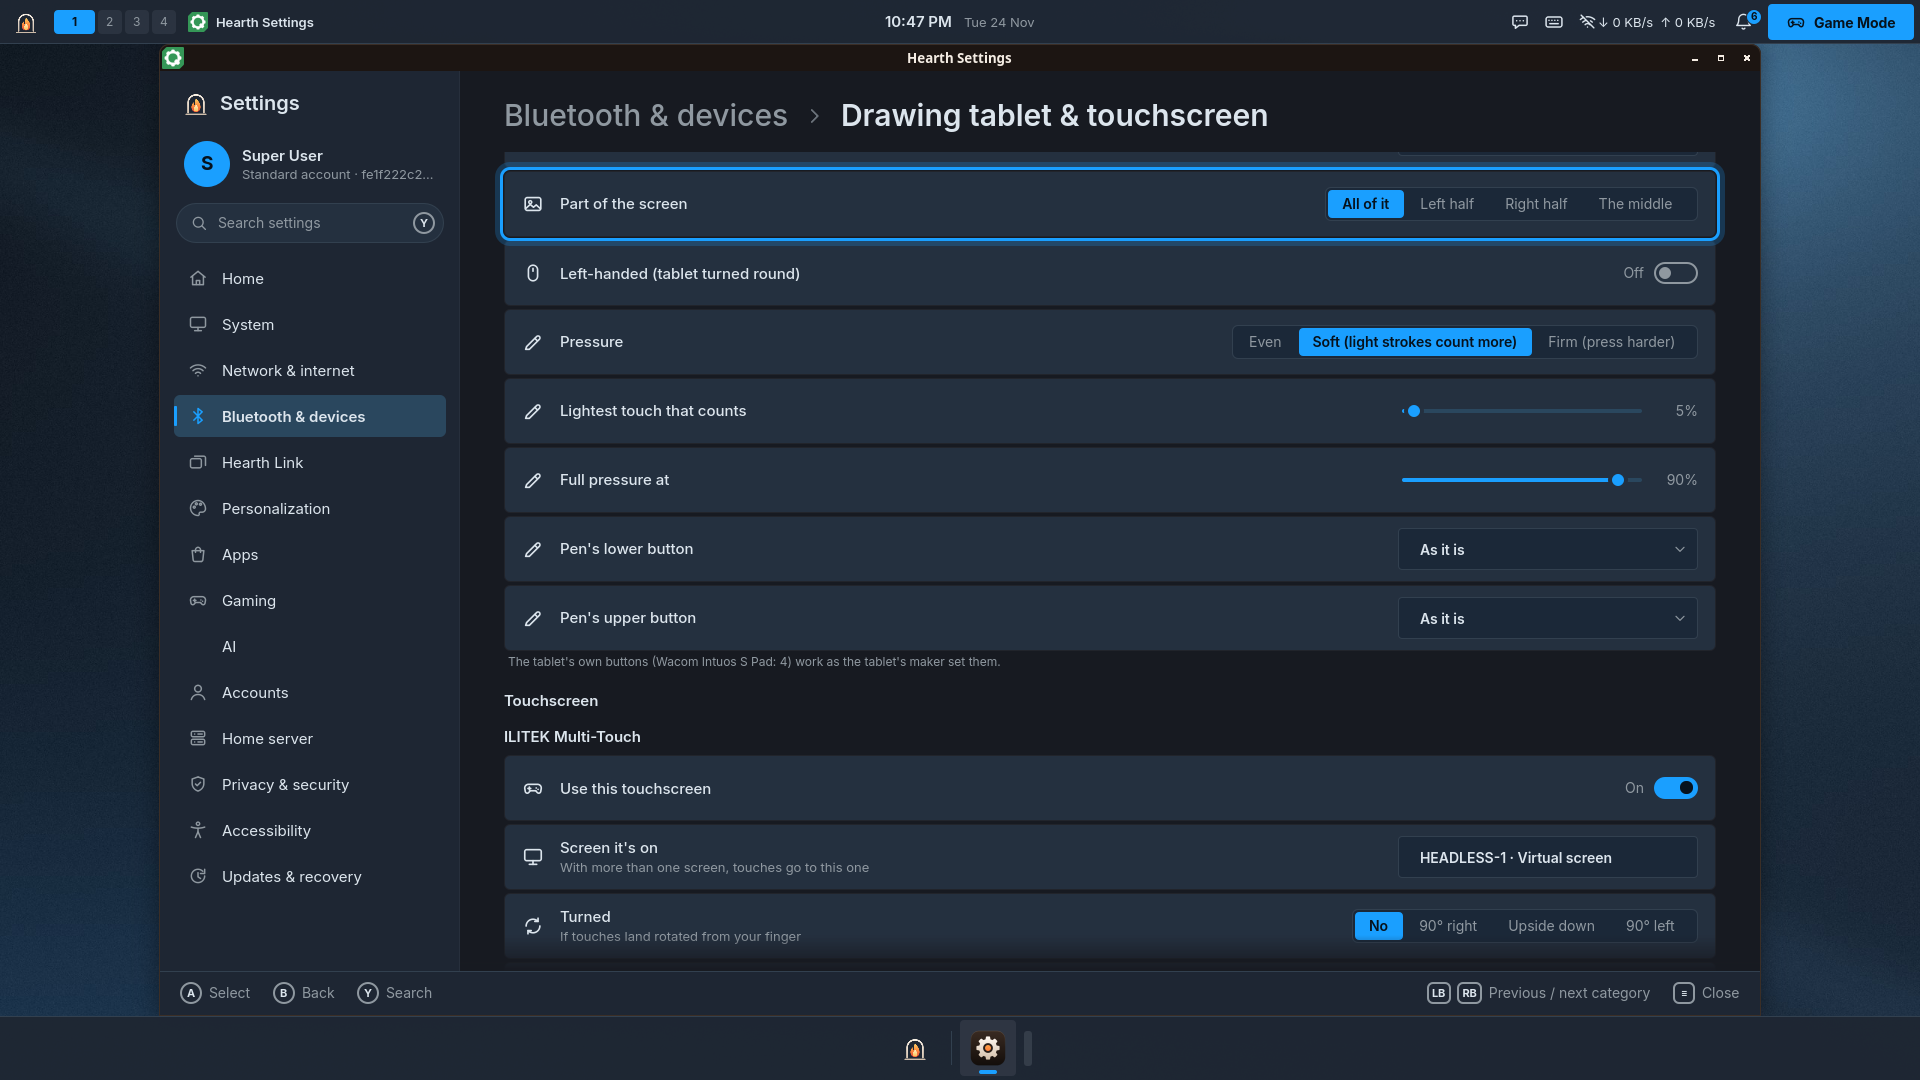 1 2 3 4 Hearth Settings
10:47 PM Tue 24 Nov
↓ 0 KB/s ↑ 0 KB/s 6 Game Mode
Hearth Settings
Settings
S
Super User
Standard account · fe1f222c2...
Search settings Y
Home
System
Network & internet
Bluetooth & devices
Hearth Link
Personalization
Apps
Gaming
AI
Accounts
Home server
Privacy & security
Accessibility
Updates & recovery
Bluetooth & devices > Drawing tablet & touchscreen
Part of the screen All of it Left half Right half The middle
Left-handed (tablet turned round) Off
Pressure Even Soft (light strokes count more) Firm (press harder)
Lightest touch that counts 5%
Full pressure at 90%
Pen's lower button As it is
Pen's upper button As it is
The tablet's own buttons (Wacom Intuos S Pad: 4) work as the tablet's maker set them.
Touchscreen
ILITEK Multi-Touch
Use this touchscreen On
Screen it's on HEADLESS-1 · Virtual screen
With more than one screen, touches go to this one
Turned No 90° right Upside down 90° left
If touches land rotated from your finger
A Select B Back Y Search
LB RB Previous / next category ≡ Close